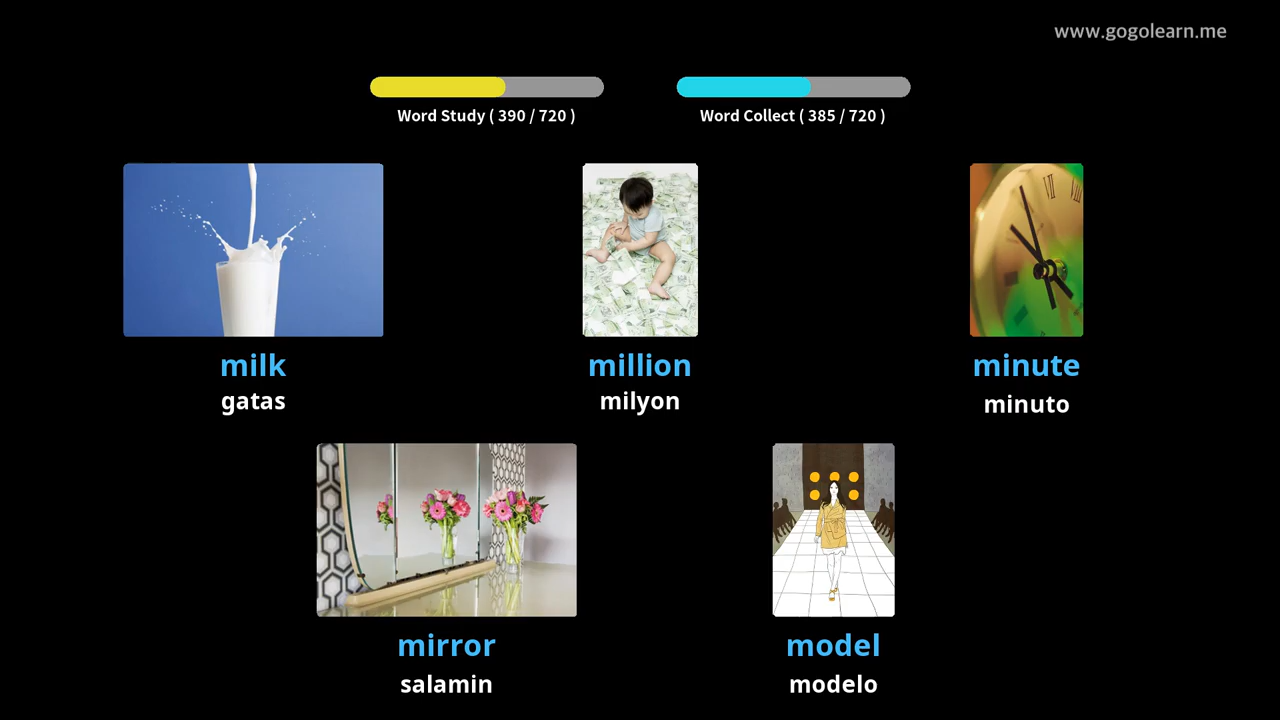 www.gogolearn.me
Word Study ( 390 / 720 )
Word Collect ( 385 / 720 )
milk
gatas
million
milyon
minute
minuto
mirror
salamin
model
modelo